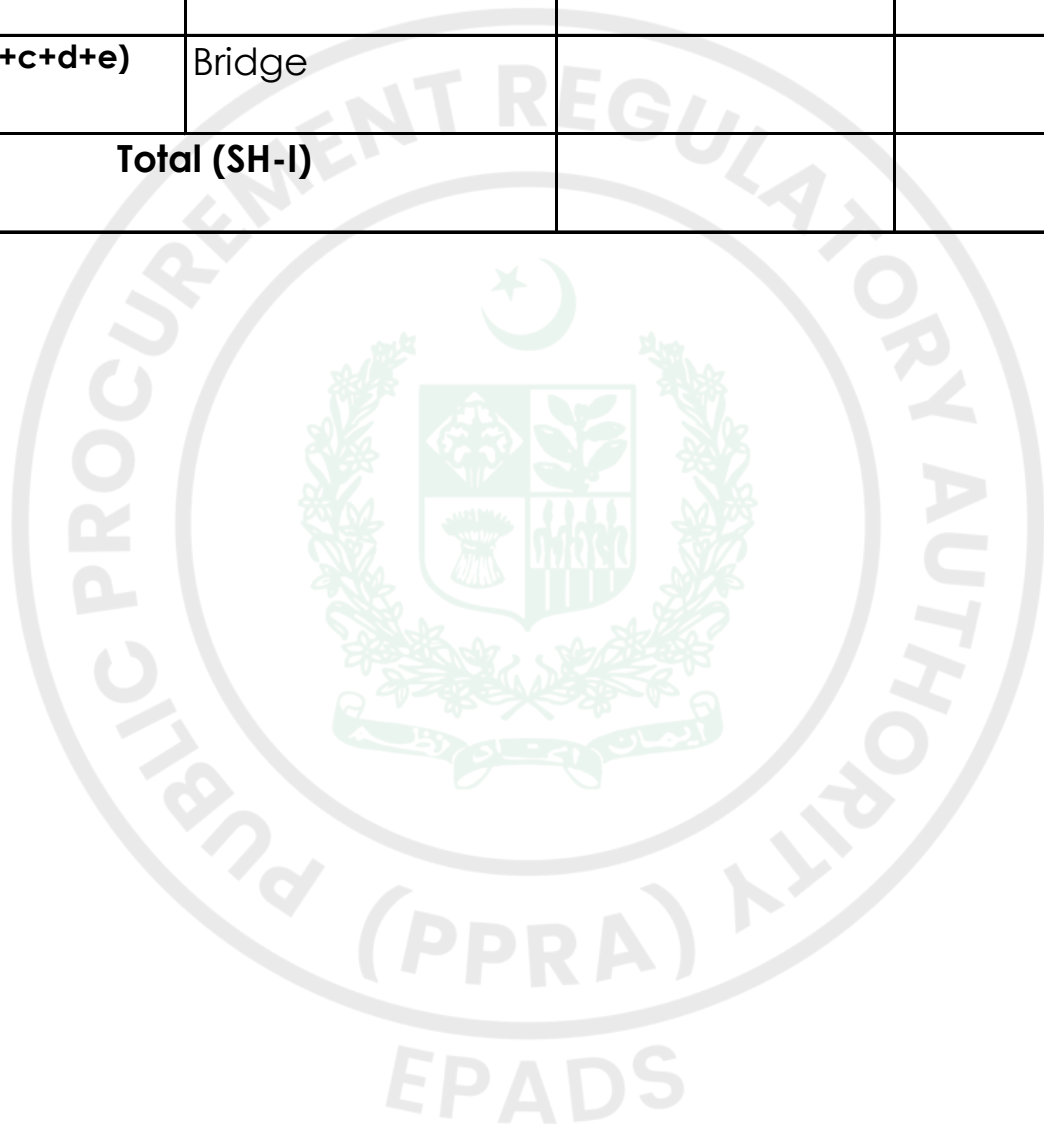 +c+d+e) Bridge
Total (SH-I)
PUBLIC PROCUREMENT REGULATORY AUTHORITY
(PPRA)
EPADS